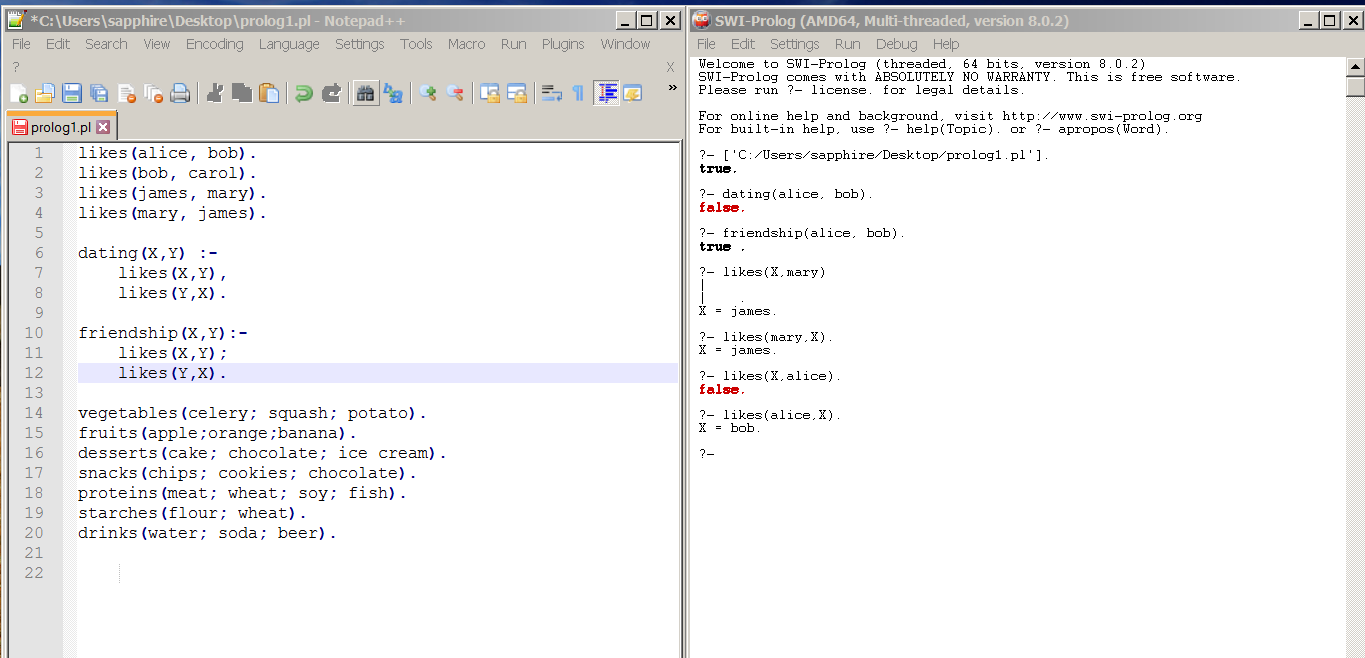 *C:\Users\sapphire\Desktop\prolog1.pl - Notepad++
File Edit Search View Encoding Language Settings Tools Macro Run Plugins Window
? X
»
prolog1.pl
1 likes(alice, bob).
2 likes(bob, carol).
3 likes(james, mary).
4 likes(mary, james).
5
6 dating(X,Y) :-
7     likes(X,Y),
8     likes(Y,X).
9
10 friendship(X,Y):-
11     likes(X,Y);
12     likes(Y,X).
13
14 vegetables(celery; squash; potato).
15 fruits(apple;orange;banana).
16 desserts(cake; chocolate; ice cream).
17 snacks(chips; cookies; chocolate).
18 proteins(meat; wheat; soy; fish).
19 starches(flour; wheat).
20 drinks(water; soda; beer).
21
22
SWI-Prolog (AMD64, Multi-threaded, version 8.0.2)
File Edit Settings Run Debug Help
Welcome to SWI-Prolog (threaded, 64 bits, version 8.0.2)
SWI-Prolog comes with ABSOLUTELY NO WARRANTY. This is free software.
Please run ?- license. for legal details.
For online help and background, visit http://www.swi-prolog.org
For built-in help, use ?- help(Topic). or ?- apropos(Word).
?- ['C:/Users/sapphire/Desktop/prolog1.pl'].
true.
?- dating(alice, bob).
false.
?- friendship(alice, bob).
true .
?- likes(X,mary)
|
|    .
X = james.
?- likes(mary,X).
X = james.
?- likes(X,alice).
false.
?- likes(alice,X).
X = bob.
?-